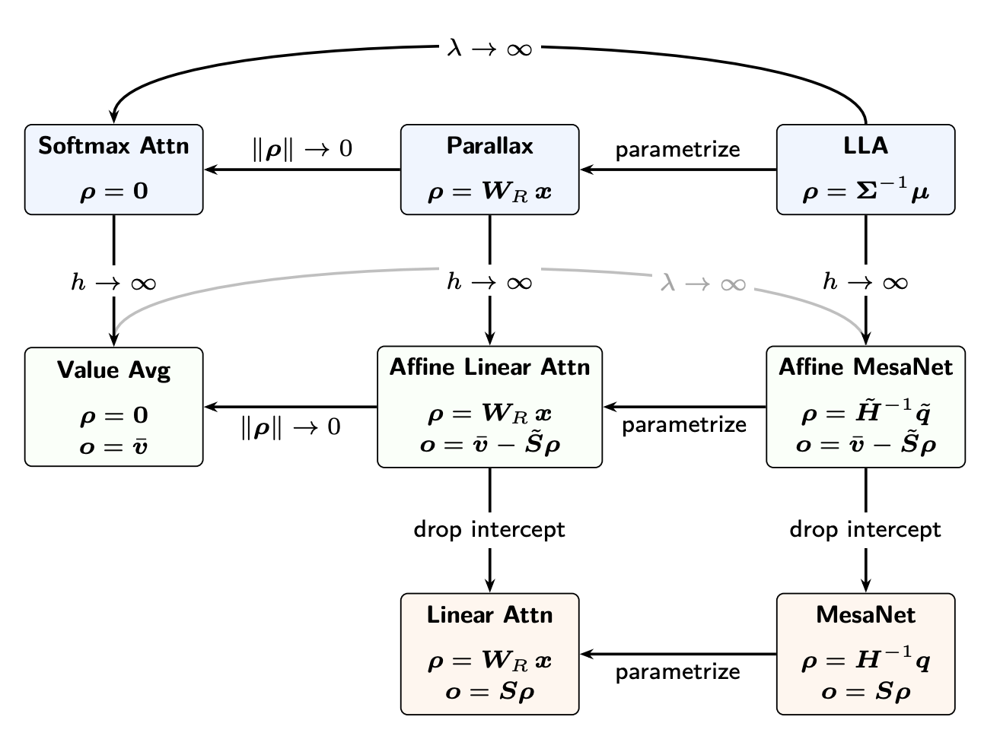 λ → ∞
Softmax Attn
ρ = 0
‖ρ‖ → 0
Parallax
ρ = W_R x
parametrize
LLA
ρ = Σ⁻¹μ
h → ∞
h → ∞
λ → ∞
h → ∞
Value Avg
ρ = 0
o = v̄
‖ρ‖ → 0
Affine Linear Attn
ρ = W_R x
o = v̄ − S̃ρ
parametrize
Affine MesaNet
ρ = H̃⁻¹q̃
o = v̄ − S̃ρ
drop intercept
drop intercept
Linear Attn
ρ = W_R x
o = Sρ
parametrize
MesaNet
ρ = H⁻¹q
o = Sρ